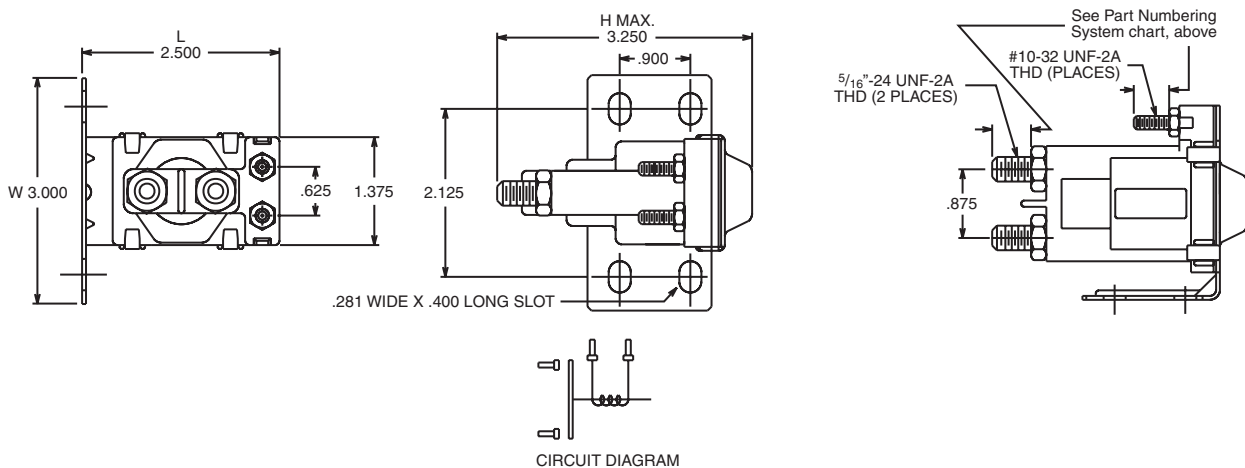 L
2.500
W 3.000
.625
1.375
H MAX.
3.250
.900
2.125
.281 WIDE X .400 LONG SLOT
See Part Numbering
System chart, above
#10-32 UNF-2A
THD (PLACES)
5/16"-24 UNF-2A
THD (2 PLACES)
.875
CIRCUIT DIAGRAM